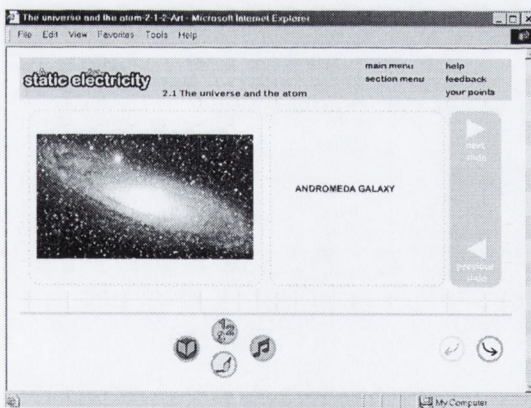 The universe and the atom-2-1-2-Art - Microsoft Internet Explorer
File Edit View Favorites Tools Help
static electricity
main menu help
section menu feedback
2.1 The universe and the atom your points
ANDROMEDA GALAXY
next
slide
previous
slide
1 2
My Computer